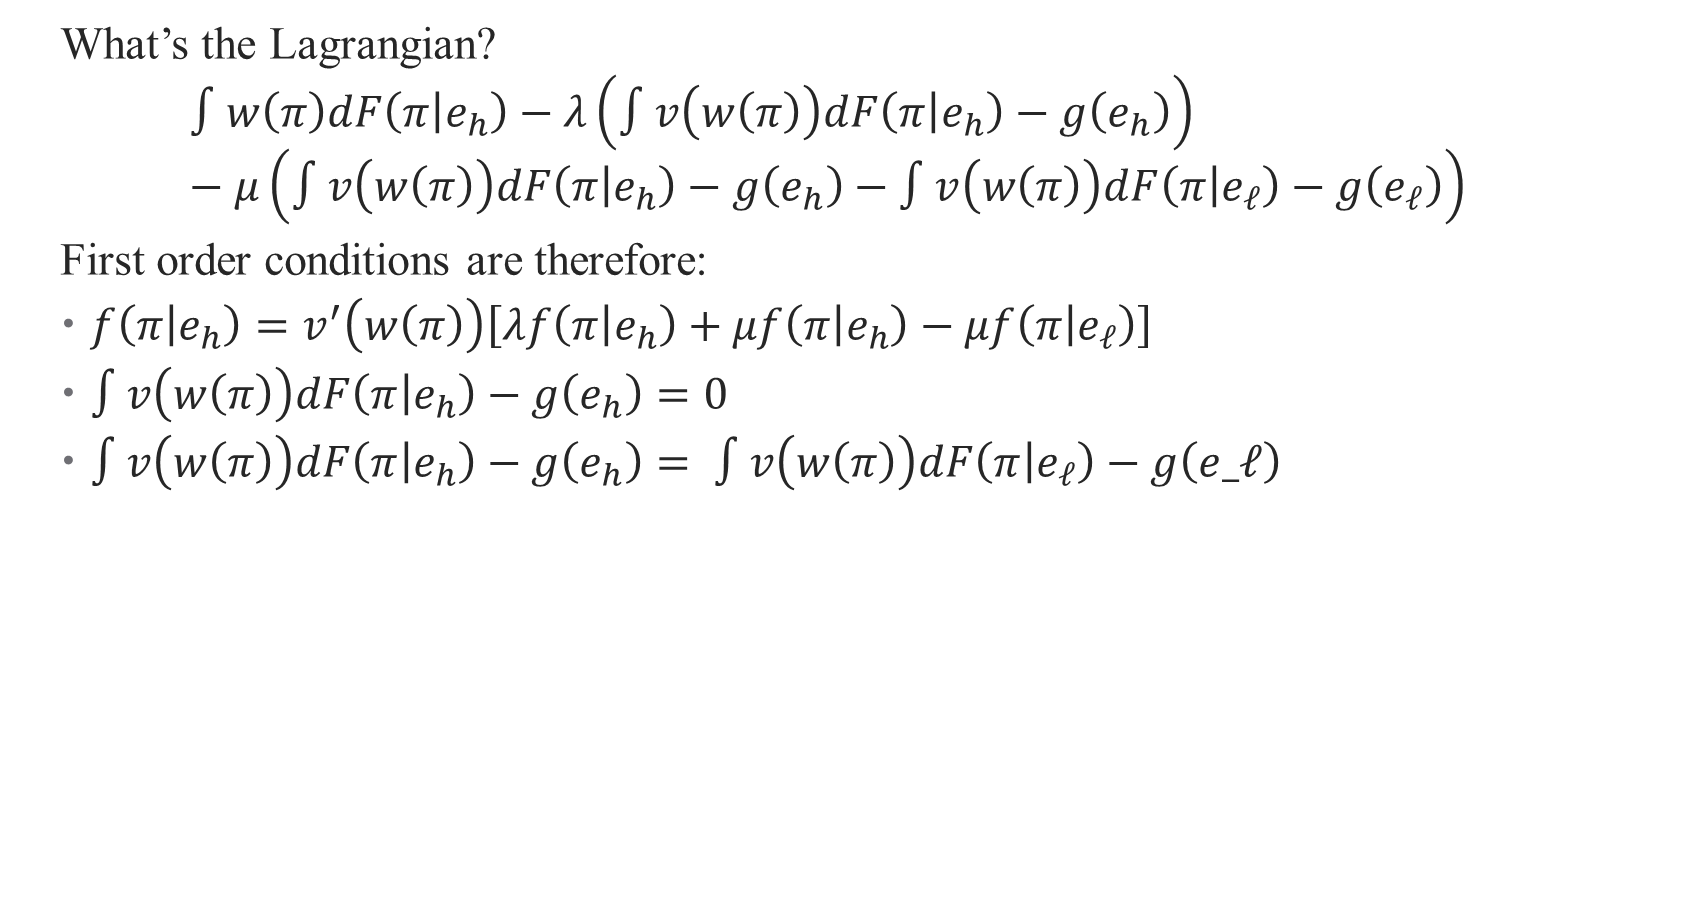 What’s the Lagrangian?
∫ w(π)dF(π|eₕ) − λ(∫ v(w(π))dF(π|eₕ) − g(eₕ))
− μ(∫ v(w(π))dF(π|eₕ) − g(eₕ) − ∫ v(w(π))dF(π|e_ℓ) − g(e_ℓ))
First order conditions are therefore:
• f(π|eₕ) = v′(w(π))[λf(π|eₕ) + μf(π|eₕ) − μf(π|e_ℓ)]
• ∫ v(w(π))dF(π|eₕ) − g(eₕ) = 0
• ∫ v(w(π))dF(π|eₕ) − g(eₕ) = ∫ v(w(π))dF(π|e_ℓ) − g(e_ℓ)